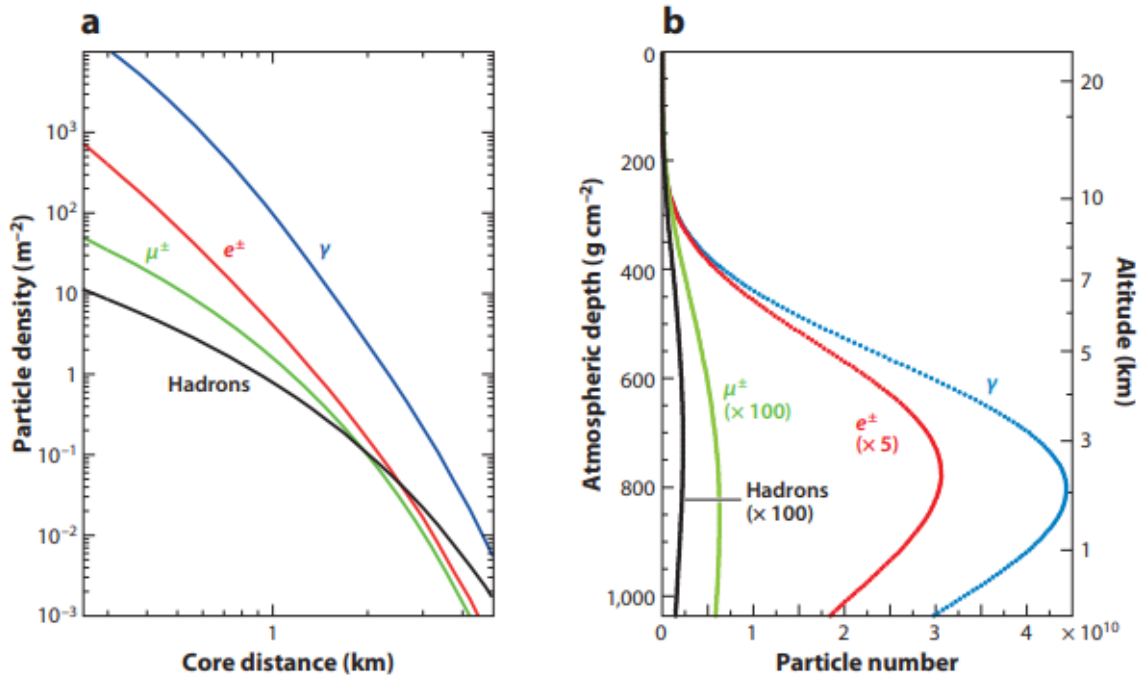 a
Particle density (m⁻²)
10³
10²
10
1
10⁻¹
10⁻²
10⁻³
μ±
e±
γ
Hadrons
1
Core distance (km)
b
Atmospheric depth (g cm⁻²)
0
200
400
600
800
1,000
γ
μ±
(× 100)
e±
(× 5)
Hadrons
(× 100)
20
10
7
5
3
1
Altitude (km)
0 1 2 3 4 × 10¹⁰
Particle number